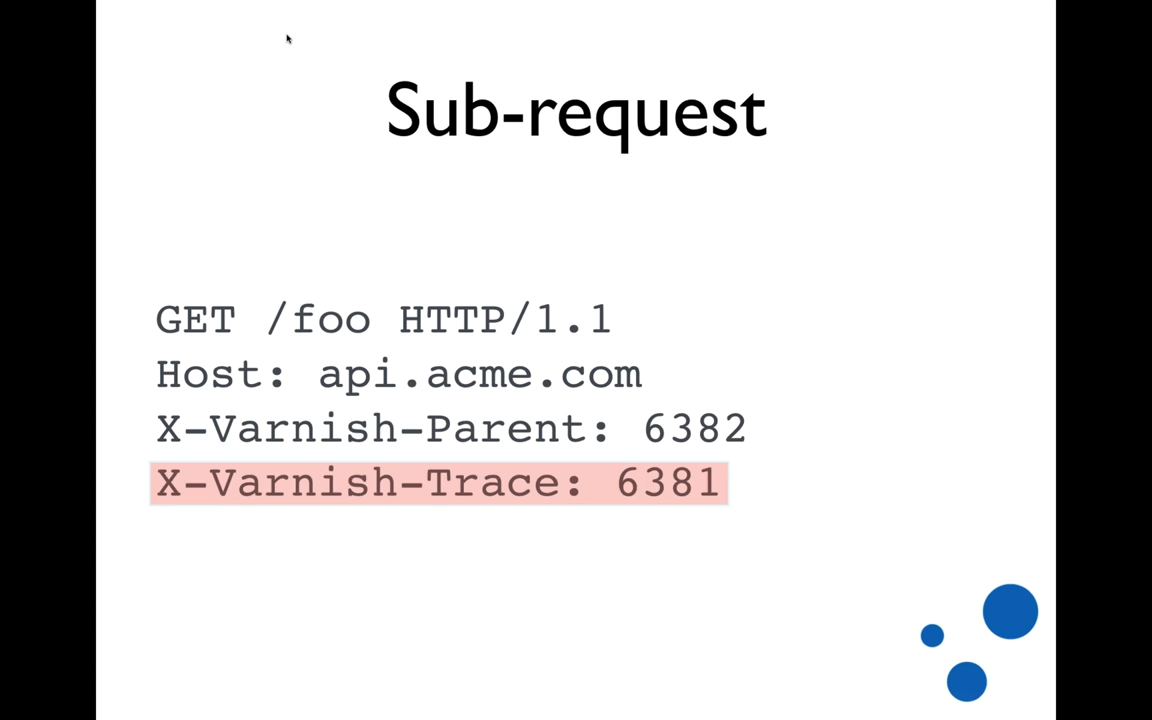 Sub-request
GET /foo HTTP/1.1
Host: api.acme.com
X-Varnish-Parent: 6382
X-Varnish-Trace: 6381